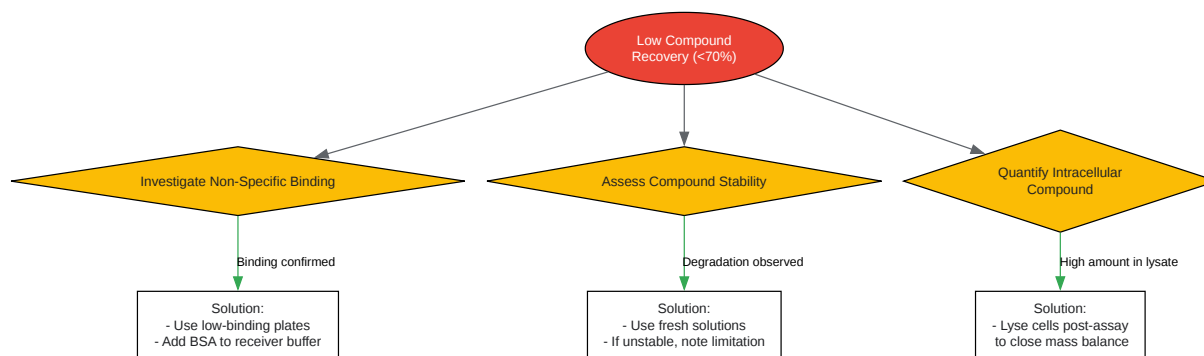 Low Compound
Recovery (<70%)
Investigate Non-Specific Binding
Assess Compound Stability
Quantify Intracellular
Compound
Binding confirmed
Degradation observed
High amount in lysate
Solution:
- Use low-binding plates
- Add BSA to receiver buffer
Solution:
- Use fresh solutions
- If unstable, note limitation
Solution:
- Lyse cells post-assay
to close mass balance